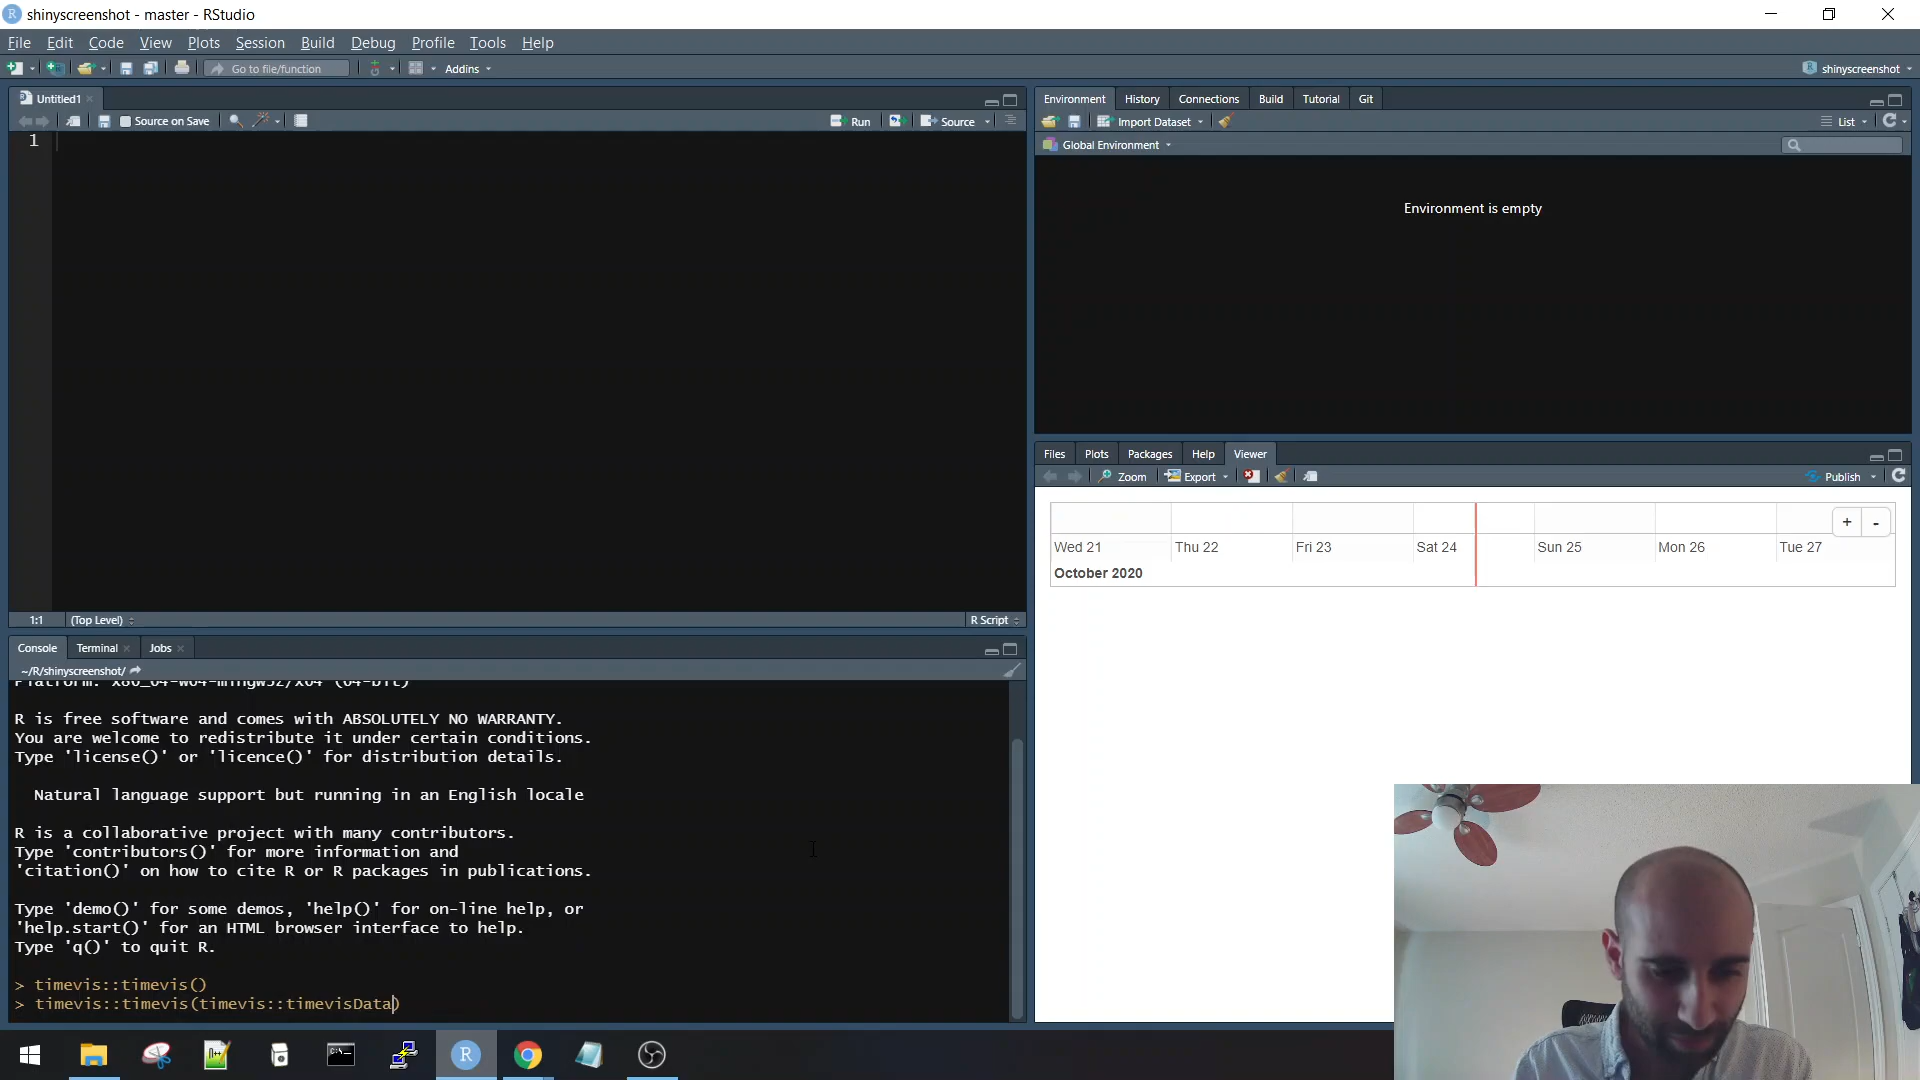 shinyscreenshot - master - RStudio
File Edit Code View Plots Session Build Debug Profile Tools Help
Go to file/function Addins shinyscreenshot
Untitled1
Source on Save Run Source
1
1:1 (Top Level) R Script
Console Terminal Jobs
~/R/shinyscreenshot/
Platform: x86_64-w64-mingw32/x64 (64-bit)
R is free software and comes with ABSOLUTELY NO WARRANTY.
You are welcome to redistribute it under certain conditions.
Type 'license()' or 'licence()' for distribution details.
Natural language support but running in an English locale
R is a collaborative project with many contributors.
Type 'contributors()' for more information and
'citation()' on how to cite R or R packages in publications.
Type 'demo()' for some demos, 'help()' for on-line help, or
'help.start()' for an HTML browser interface to help.
Type 'q()' to quit R.
> timevis::timevis()
> timevis::timevis(timevis::timevisData)
Environment History Connections Build Tutorial Git
Import Dataset List
Global Environment
Environment is empty
Files Plots Packages Help Viewer
Zoom Export Publish
+ -
Wed 21 Thu 22 Fri 23 Sat 24 Sun 25 Mon 26 Tue 27
October 2020